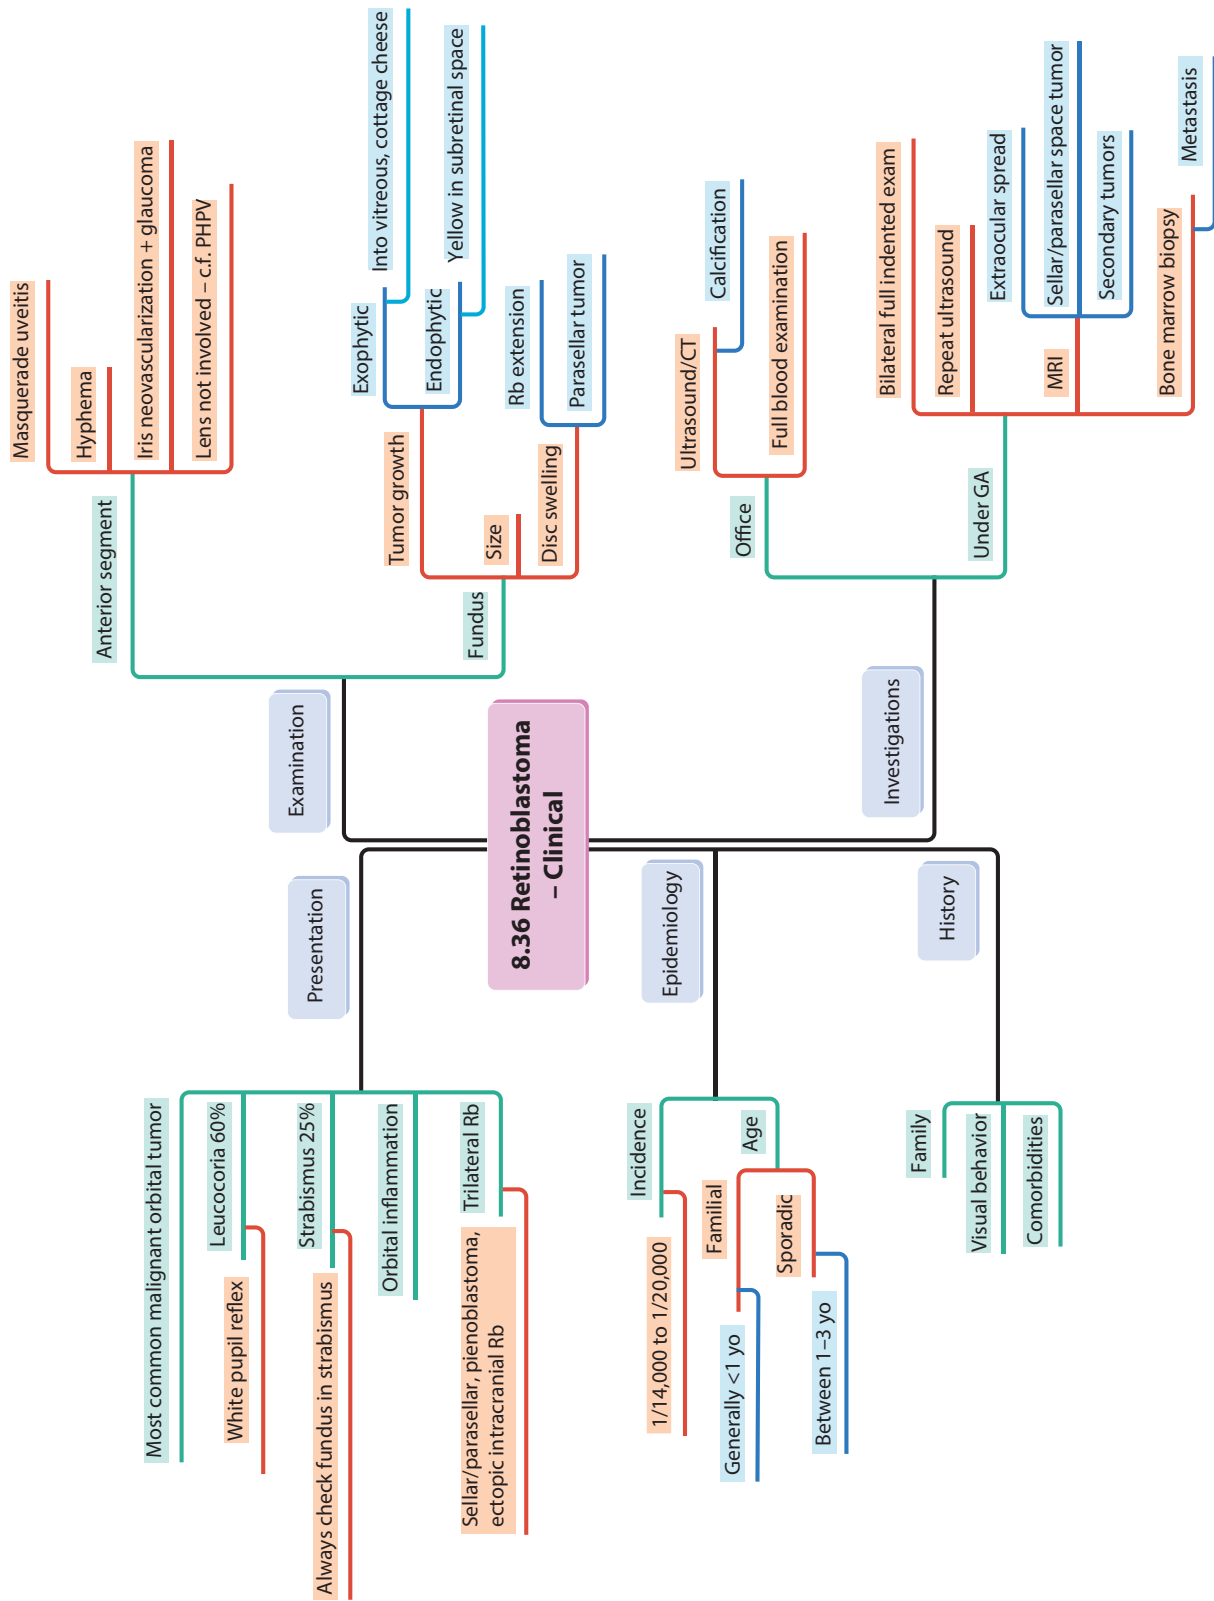 8.36 Retinoblastoma
– Clinical
Presentation
Most common malignant orbital tumor
Leucocoria 60%
White pupil reflex
Strabismus 25%
Always check fundus in strabismus
Orbital inflammation
Trilateral Rb
Sellar/parasellar, pienoblastoma,
ectopic intracranial Rb
Epidemiology
Incidence
1/14,000 to 1/20,000
Age
Familial
Generally <1 yo
Sporadic
Between 1–3 yo
History
Family
Visual behavior
Comorbidities
Examination
Anterior segment
Masquerade uveitis
Hyphema
Iris neovascularization + glaucoma
Lens not involved – c.f. PHPV
Fundus
Tumor growth
Exophytic
Into vitreous, cottage cheese
Endophytic
Yellow in subretinal space
Size
Disc swelling
Rb extension
Parasellar tumor
Investigations
Office
Ultrasound/CT
Calcification
Full blood examination
Under GA
Bilateral full indented exam
Repeat ultrasound
MRI
Extraocular spread
Sellar/parasellar space tumor
Secondary tumors
Bone marrow biopsy
Metastasis